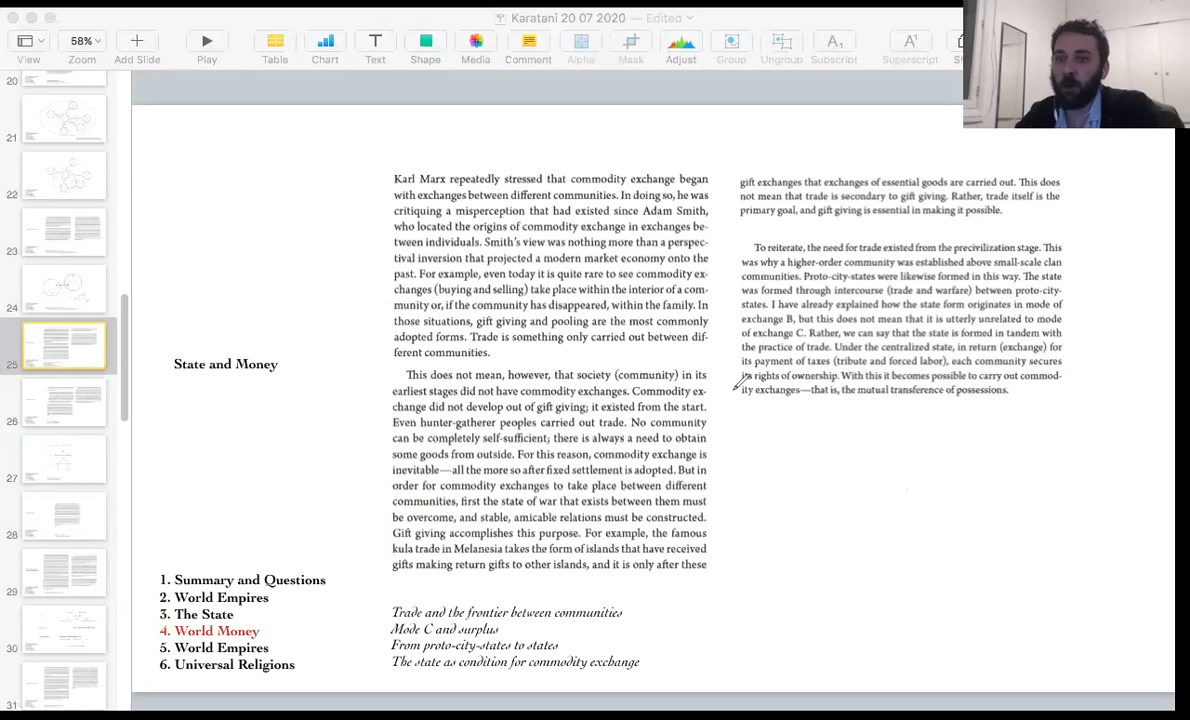 Karatani 20 07 2020 — Edited
58%
View
Zoom
Add Slide
Play
Table
Chart
Text
Shape
Media
Comment
Alpha
Mask
Adjust
Group
Ungroup
Subscript
Superscript
20
21
22
23
24
25
26
27
28
29
30
31
State and Money
1. Summary and Questions
2. World Empires
3. The State
4. World Money
5. World Empires
6. Universal Religions
Karl Marx repeatedly stressed that commodity exchange began
with exchanges between different communities. In doing so, he was
critiquing a misperception that had existed since Adam Smith,
who located the origins of commodity exchange in exchanges be-
tween individuals. Smith's view was nothing more than a perspec-
tival inversion that projected a modern market economy onto the
past. For example, even today it is quite rare to see commodity ex-
changes (buying and selling) take place within the interior of a com-
munity or, if the community has disappeared, within the family. In
those situations, gift giving and pooling are the most commonly
adopted forms. Trade is something only carried out between dif-
ferent communities.
This does not mean, however, that society (community) in its
earliest stages did not have commodity exchanges. Commodity ex-
change did not develop out of gift giving; it existed from the start.
Even hunter-gatherer peoples carried out trade. No community
can be completely self-sufficient; there is always a need to obtain
some goods from outside. For this reason, commodity exchange is
inevitable—all the more so after fixed settlement is adopted. But in
order for commodity exchanges to take place between different
communities, first the state of war that exists between them must
be overcome, and stable, amicable relations must be constructed.
Gift giving accomplishes this purpose. For example, the famous
kula trade in Melanesia takes the form of islands that have received
gifts making return gifts to other islands, and it is only after these
gift exchanges that exchanges of essential goods are carried out. This does
not mean that trade is secondary to gift giving. Rather, trade itself is the
primary goal, and gift giving is essential in making it possible.
To reiterate, the need for trade existed from the precivilization stage. This
was why a higher-order community was established above small-scale clan
communities. Proto-city-states were likewise formed in this way. The state
was formed through intercourse (trade and warfare) between proto-city-
states. I have already explained how the state form originates in mode of
exchange B, but this does not mean that it is utterly unrelated to mode
of exchange C. Rather, we can say that the state is formed in tandem with
the practice of trade. Under the centralized state, in return (exchange) for
its payment of taxes (tribute and forced labor), each community secures
its rights of ownership. With this it becomes possible to carry out commod-
ity exchanges—that is, the mutual transference of possessions.
Trade and the frontier between communities
Mode C and surplus
From proto-city-states to states
The state as condition for commodity exchange